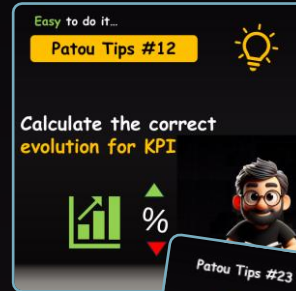 Easy to do it...
Patou Tips #12
Calculate the correct
evolution for KPI
%
Patou Tips #23